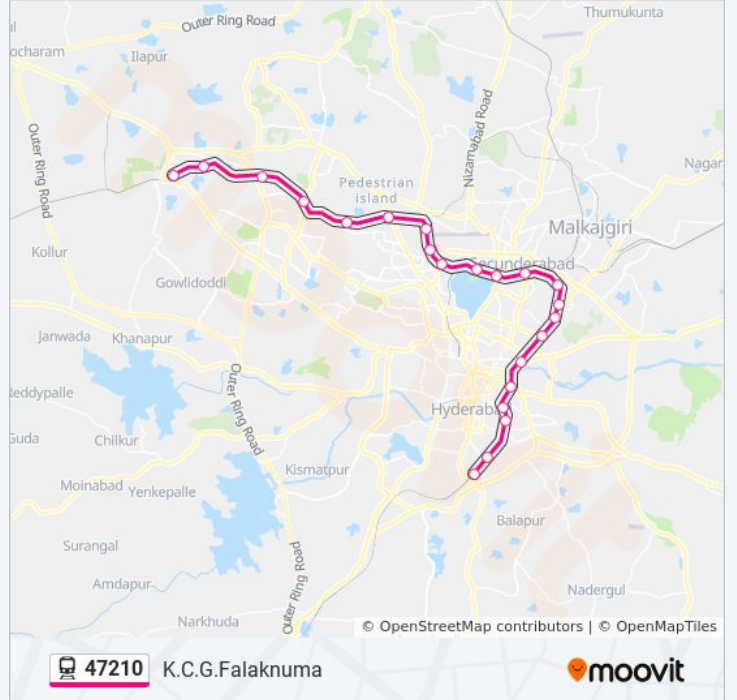 Thumukunta
Outer Ring Road
ocharam
Ilapur
Nizamabad Road
Outer Ring Road
Nagar
Pedestrian
island
Malkajgiri
Kollur
Secunderabad
Gowlidoddi
Janwada
Khanapur
Reddypalle
Outer Ring Road
Hyderabad
Guda
Chilkur
Kismatpur
Moinabad
Yenkepalle
Balapur
Surangal
Outer Ring Road
Amdapur
Nadergul
Narkhuda
© OpenStreetMap contributors | © OpenMapTiles
47210 K.C.G.Falaknuma
moovit